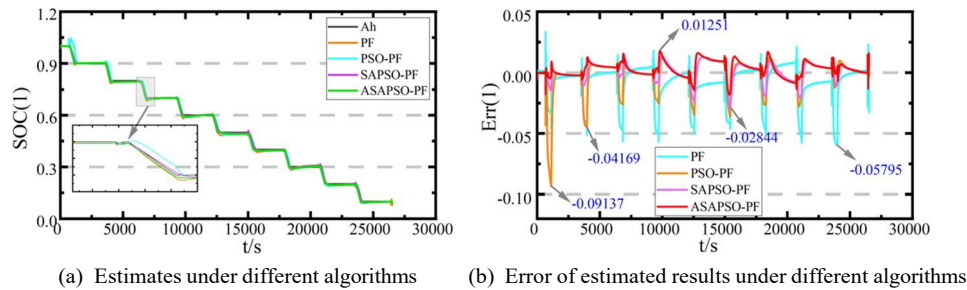 (a)
1.2
0.9
0.6
0.3
0.0
SOC(1)
Ah
PF
PSO-PF
SAPSO-PF
ASAPSO-PF
0 5000 10000 15000 20000 25000 30000
t/s
(a) Estimates under different algorithms
(b)
0.05
0.00
-0.05
-0.10
Err(1)
0.01251
-0.04169
-0.02844
-0.05795
-0.09137
PF
PSO-PF
SAPSO-PF
ASAPSO-PF
0 5000 10000 15000 20000 25000 30000
t/s
(b) Error of estimated results under different algorithms